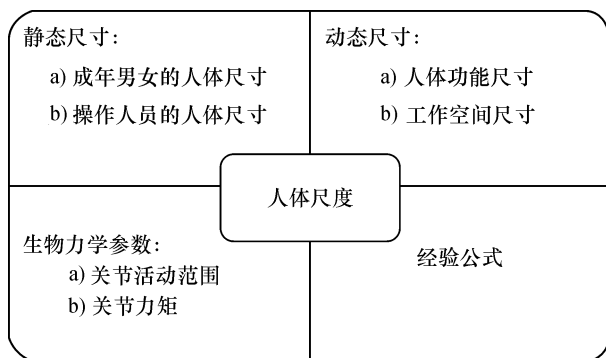 静态尺寸：
a) 成年男女的人体尺寸
b) 操作人员的人体尺寸
动态尺寸：
a) 人体功能尺寸
b) 工作空间尺寸
人体尺度
生物力学参数：
a) 关节活动范围
b) 关节力矩
经验公式